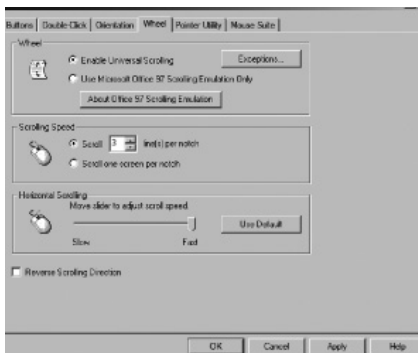 Buttons Double-Click Orientation Wheel Pointer Utility Mouse Suite
Wheel
Enable Universal Scrolling
Exceptions...
Use Microsoft Office 97 Scrolling Emulation Only
About Office 97 Scrolling Emulation
Scrolling Speed
Scroll 3 line(s) per notch
Scroll one screen per notch
Horizontal Scrolling
Move slider to adjust scroll speed.
Use Default
Slow Fast
Reverse Scrolling Direction
OK Cancel Apply Help